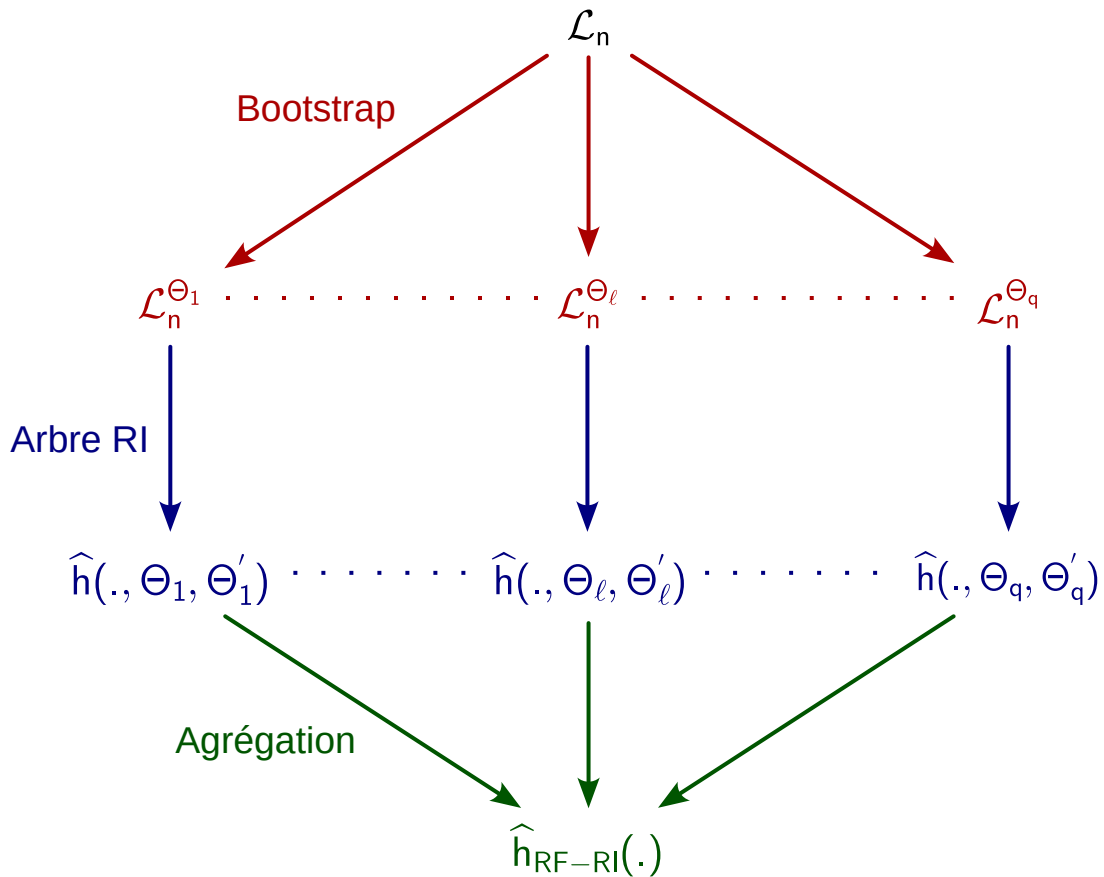 ℒn
Bootstrap
ℒn^Θ1 . . . . . . . . . . . . ℒn^Θℓ . . . . . . . . . . . . ℒn^Θq
Arbre RI
ĥ(., Θ1, Θ′1) . . . . . . . ĥ(., Θℓ, Θ′ℓ) . . . . . . . ĥ(., Θq, Θ′q)
Agrégation
ĥRF−RI(.)